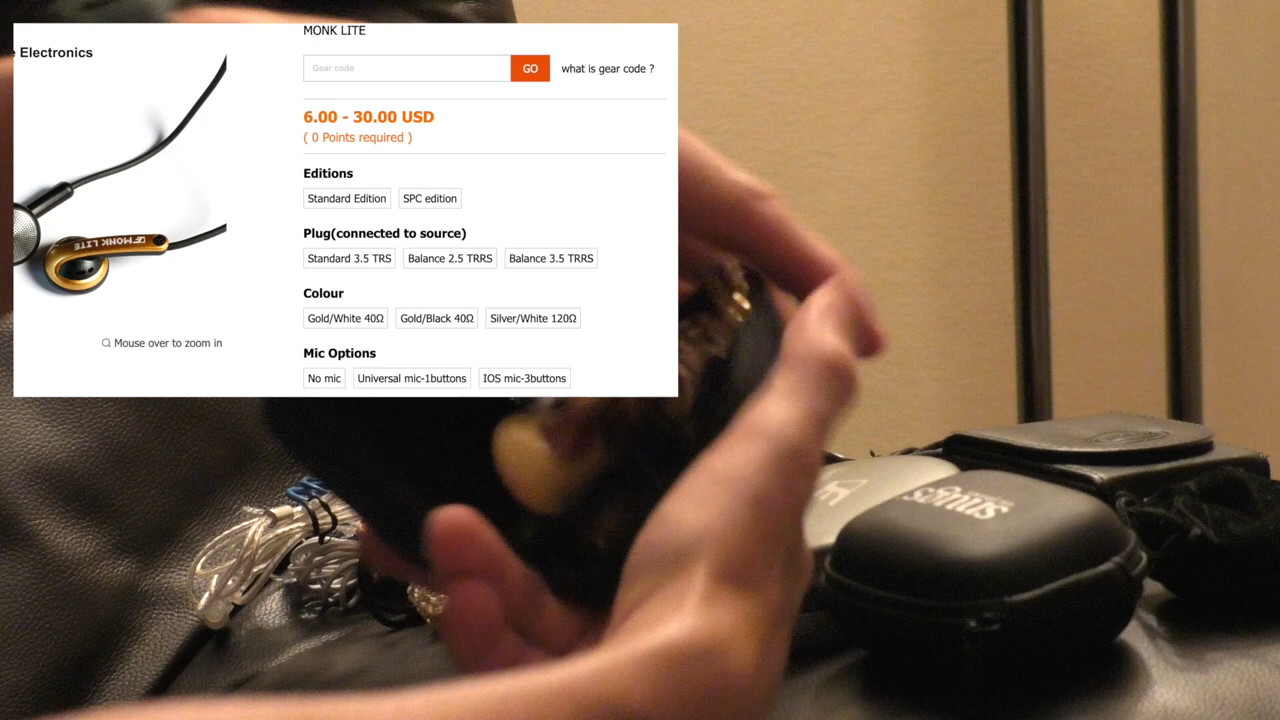 MONK LITE
e Electronics
Gear code
GO
what is gear code ?
6.00 - 30.00 USD
( 0 Points required )
Editions
Standard Edition
SPC edition
Plug(connected to source)
Standard 3.5 TRS
Balance 2.5 TRRS
Balance 3.5 TRRS
MONK LITE
Colour
Gold/White 40Ω
Gold/Black 40Ω
Silver/White 120Ω
Mouse over to zoom in
Mic Options
No mic
Universal mic-1buttons
IOS mic-3buttons
snugs